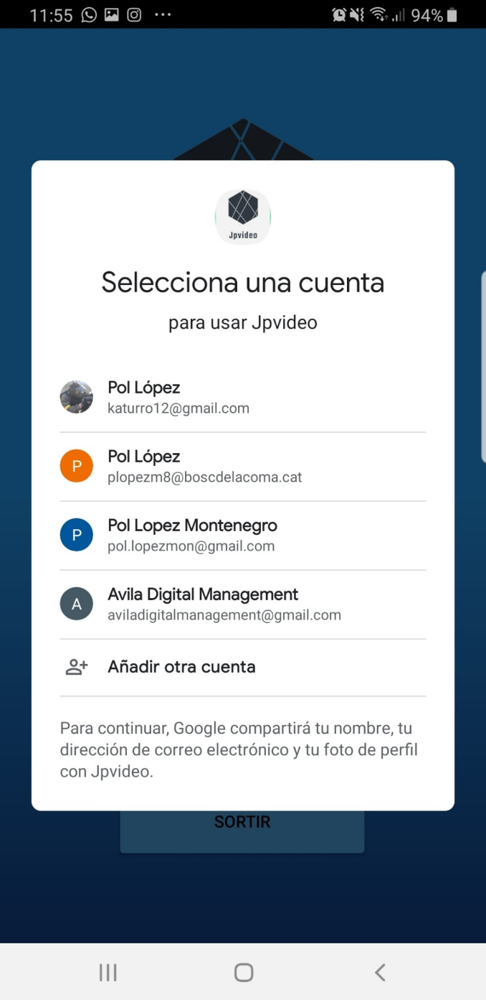 11:55
94%
Jpvideo
Selecciona una cuenta
para usar Jpvideo
Pol López
katurro12@gmail.com
P
Pol López
plopezm8@boscdelacoma.cat
P
Pol Lopez Montenegro
pol.lopezmon@gmail.com
A
Avila Digital Management
aviladigitalmanagement@gmail.com
Añadir otra cuenta
Para continuar, Google compartirá tu nombre, tu
dirección de correo electrónico y tu foto de perfil
con Jpvideo.
SORTIR